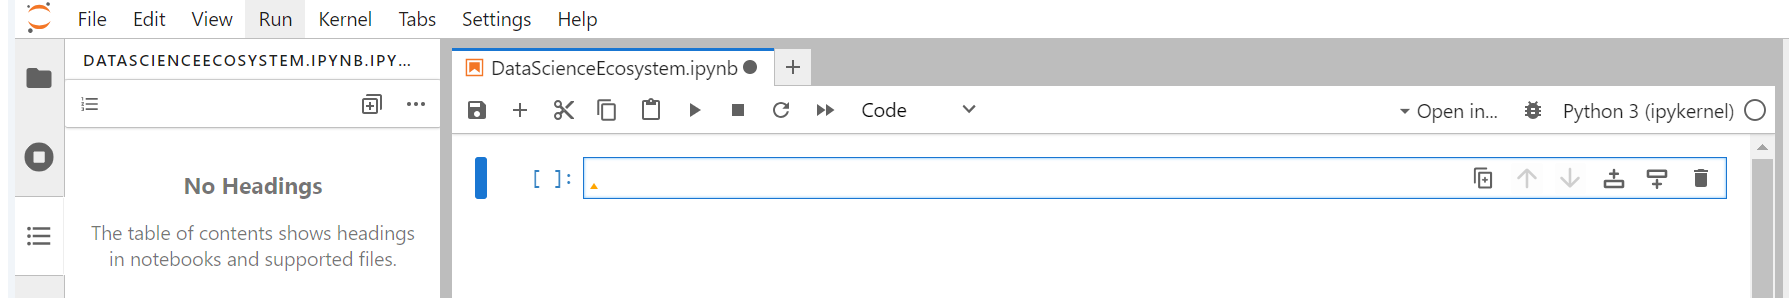 File Edit View Run Kernel Tabs Settings Help
DATASCIENCEECOSYSTEM.IPYNB.IPY...
DataScienceEcosystem.ipynb
Code
Open in...
Python 3 (ipykernel)
No Headings
The table of contents shows headings
in notebooks and supported files.
[ ]: